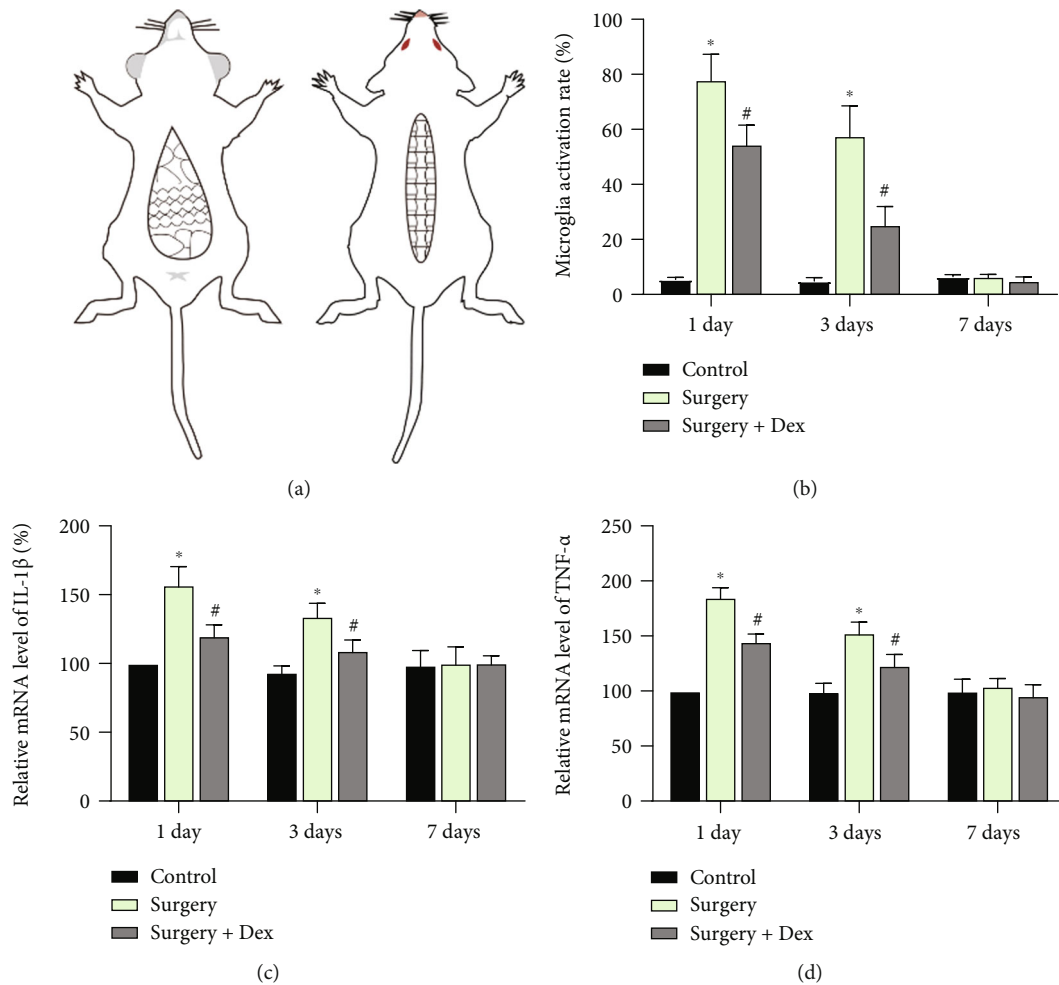 (a)
Microglia activation rate (%)
100
80
60
40
20
0
*
#
*
#
1 day 3 days 7 days
Control
Surgery
Surgery + Dex
(b)
Relative mRNA level of IL-1β (%)
200
150
100
50
0
*
#
*
#
1 day 3 days 7 days
Control
Surgery
Surgery + Dex
(c)
Relative mRNA level of TNF-α
250
200
150
100
50
0
*
#
*
#
1 day 3 days 7 days
Control
Surgery
Surgery + Dex
(d)